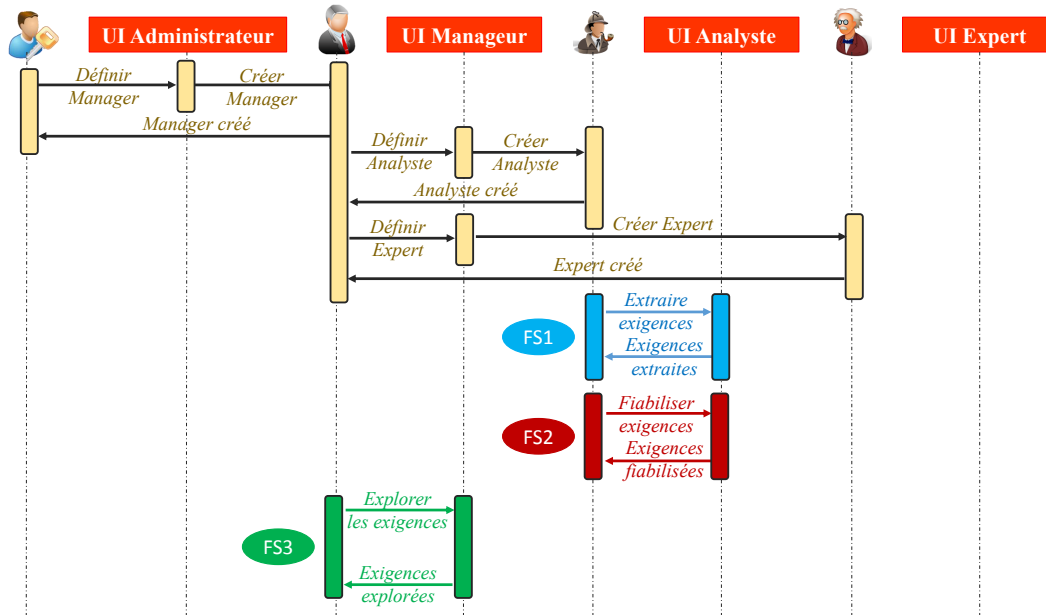 UI Administrateur
UI Manageur
UI Analyste
UI Expert
Définir
Manager
Créer
Manager
Manager créé
Définir
Analyste
Créer
Analyste
Analyste créé
Définir
Expert
Créer Expert
Expert créé
FS1
Extraire
exigences
Exigences
extraites
FS2
Fiabiliser
exigences
Exigences
fiabilisées
FS3
Explorer
les exigences
Exigences
explorées